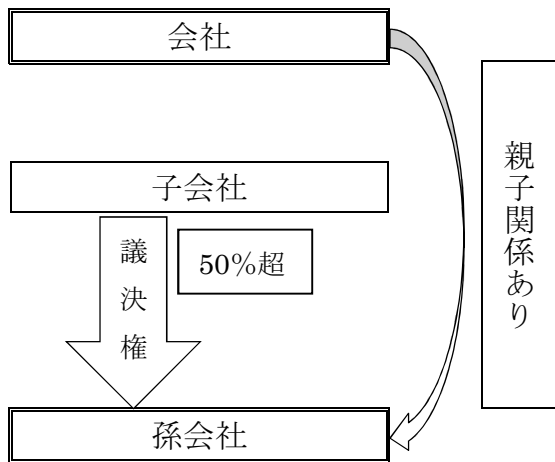 会社
子会社
議決権
50%超
孫会社
親子関係あり